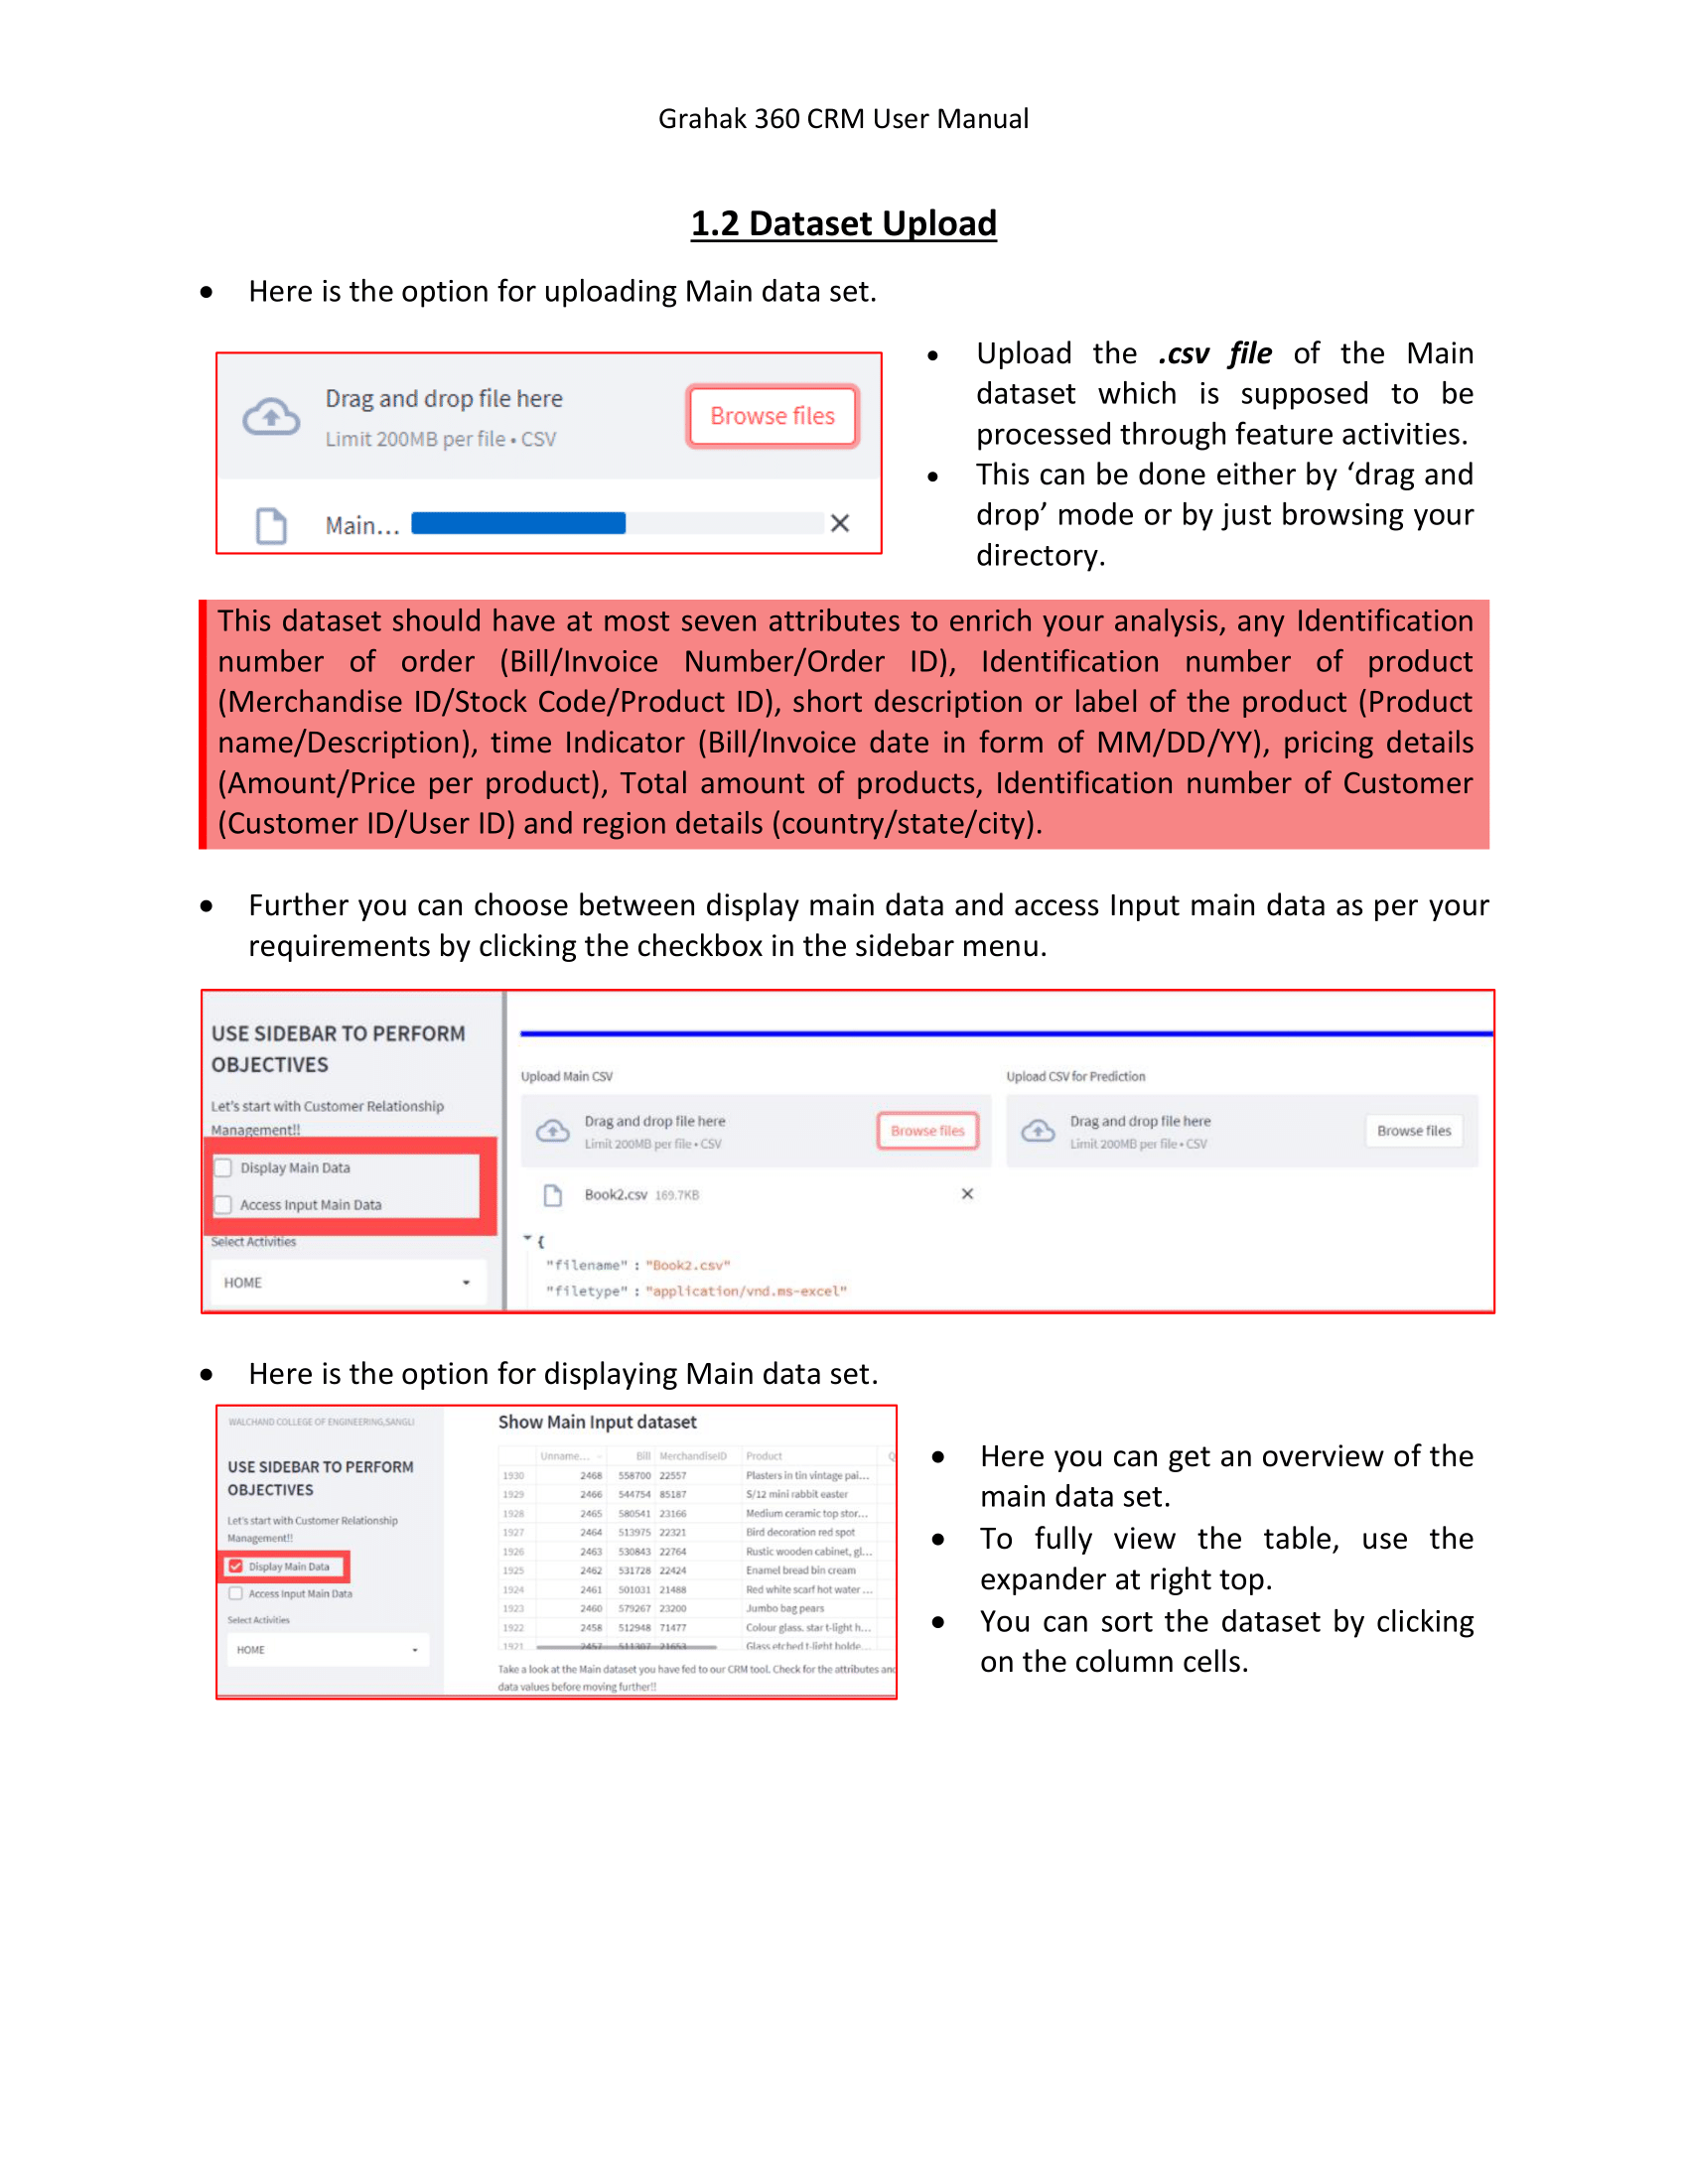 Grahak 360 CRM User Manual
1.2 Dataset Upload
• Here is the option for uploading Main data set.
Drag and drop file here
Limit 200MB per file • CSV
Browse files
Main...
• Upload the .csv file of the Main
dataset which is supposed to be
processed through feature activities.
• This can be done either by ‘drag and
drop’ mode or by just browsing your
directory.
This dataset should have at most seven attributes to enrich your analysis, any Identification
number of order (Bill/Invoice Number/Order ID), Identification number of product
(Merchandise ID/Stock Code/Product ID), short description or label of the product (Product
name/Description), time Indicator (Bill/Invoice date in form of MM/DD/YY), pricing details
(Amount/Price per product), Total amount of products, Identification number of Customer
(Customer ID/User ID) and region details (country/state/city).
• Further you can choose between display main data and access Input main data as per your
requirements by clicking the checkbox in the sidebar menu.
USE SIDEBAR TO PERFORM
OBJECTIVES
Let's start with Customer Relationship
Management!!
Display Main Data
Access Input Main Data
Select Activities
HOME
Upload Main CSV
Drag and drop file here
Limit 200MB per file • CSV
Browse files
Book2.csv 169.7KB
{
"filename" : "Book2.csv"
"filetype" : "application/vnd.ms-excel"
Upload CSV for Prediction
Drag and drop file here
Limit 200MB per file • CSV
Browse files
• Here is the option for displaying Main data set.
WALCHAND COLLEGE OF ENGINEERING,SANGLI
USE SIDEBAR TO PERFORM
OBJECTIVES
Let's start with Customer Relationship
Management!!
Display Main Data
Access Input Main Data
Select Activities
HOME
Show Main Input dataset
Unname... Bill MerchandiseID Product Q
1930 2468 558700 22557 Plasters in tin vintage pai...
1929 2466 544754 85187 S/12 mini rabbit easter
1928 2465 580541 23166 Medium ceramic top stor...
1927 2464 513975 22321 Bird decoration red spot
1926 2463 530843 22764 Rustic wooden cabinet, gl...
1925 2462 531728 22424 Enamel bread bin cream
1924 2461 501031 21488 Red white scarf hot water ...
1923 2460 579267 23200 Jumbo bag pears
1922 2458 512948 71477 Colour glass. star t-light h...
1921 2457 511307 21653 Glass etched t-light holde...
Take a look at the Main dataset you have fed to our CRM tool. Check for the attributes and
data values before moving further!!
• Here you can get an overview of the
main data set.
• To fully view the table, use the
expander at right top.
• You can sort the dataset by clicking
on the column cells.